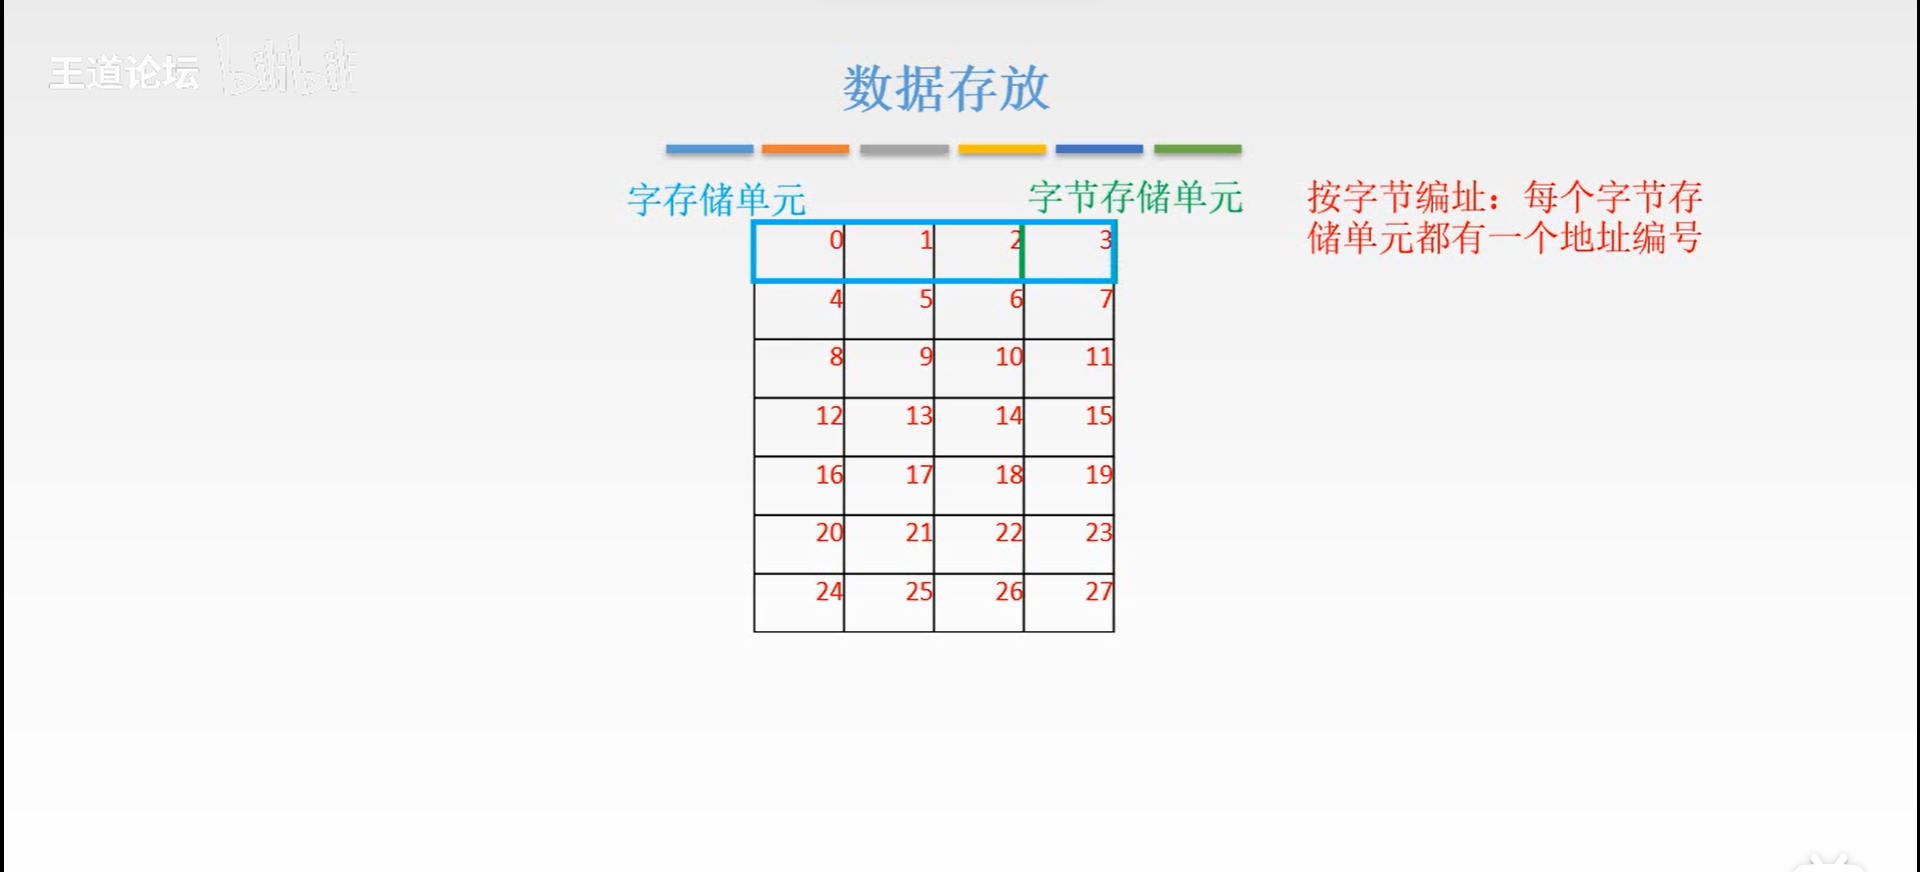 王道论坛 bilibili
数据存放
字存储单元 字节存储单元
按字节编址：每个字节存
储单元都有一个地址编号
0 1 2 3
4 5 6 7
8 9 10 11
12 13 14 15
16 17 18 19
20 21 22 23
24 25 26 27